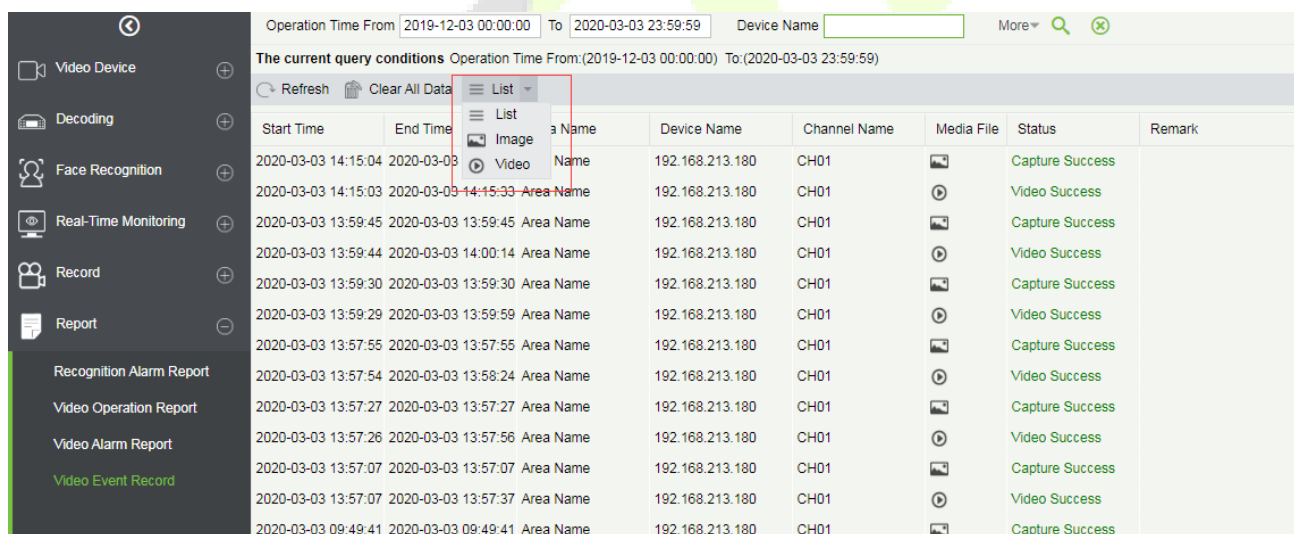 Operation Time From 2019-12-03 00:00:00 To 2020-03-03 23:59:59 Device Name More
The current query conditions Operation Time From:(2019-12-03 00:00:00) To:(2020-03-03 23:59:59)
Refresh Clear All Data List
List
Image
Video
Video Device
Decoding
Face Recognition
Real-Time Monitoring
Record
Report
Recognition Alarm Report
Video Operation Report
Video Alarm Report
Video Event Record
Start Time End Time a Name Device Name Channel Name Media File Status Remark
2020-03-03 14:15:04 2020-03-03 Name 192.168.213.180 CH01 Capture Success
2020-03-03 14:15:03 2020-03-03 14:15:33 Area Name 192.168.213.180 CH01 Video Success
2020-03-03 13:59:45 2020-03-03 13:59:45 Area Name 192.168.213.180 CH01 Capture Success
2020-03-03 13:59:44 2020-03-03 14:00:14 Area Name 192.168.213.180 CH01 Video Success
2020-03-03 13:59:30 2020-03-03 13:59:30 Area Name 192.168.213.180 CH01 Capture Success
2020-03-03 13:59:29 2020-03-03 13:59:59 Area Name 192.168.213.180 CH01 Video Success
2020-03-03 13:57:55 2020-03-03 13:57:55 Area Name 192.168.213.180 CH01 Capture Success
2020-03-03 13:57:54 2020-03-03 13:58:24 Area Name 192.168.213.180 CH01 Video Success
2020-03-03 13:57:27 2020-03-03 13:57:27 Area Name 192.168.213.180 CH01 Capture Success
2020-03-03 13:57:26 2020-03-03 13:57:56 Area Name 192.168.213.180 CH01 Video Success
2020-03-03 13:57:07 2020-03-03 13:57:07 Area Name 192.168.213.180 CH01 Capture Success
2020-03-03 13:57:07 2020-03-03 13:57:37 Area Name 192.168.213.180 CH01 Video Success
2020-03-03 09:49:41 2020-03-03 09:49:41 Area Name 192.168.213.180 CH01 Capture Success